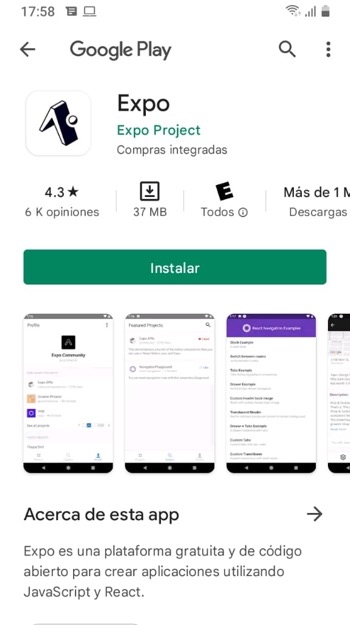 17:58
Google Play
Expo
Expo Project
Compras integradas
4.3★
6 K opiniones
37 MB
E
Todos
Más de 1 M
Descargas
Instalar
Profile
Expo Community
Featured Projects
React Navigation Examples
Acerca de esta app
Expo es una plataforma gratuita y de código
abierto para crear aplicaciones utilizando
JavaScript y React.